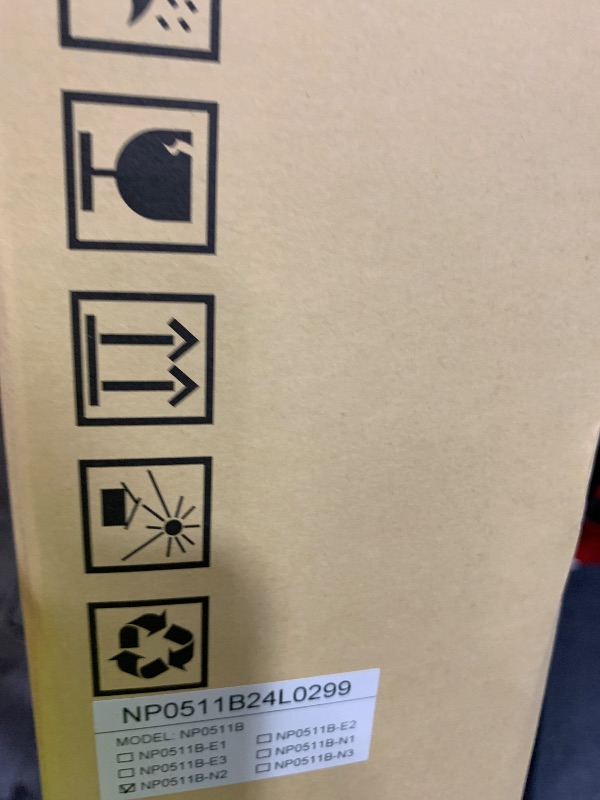 NP0511B24L0299
MODEL: NP0511B
NP0511B-E1 NP0511B-E2
NP0511B-E3 NP0511B-N1
NP0511B-N2 NP0511B-N3